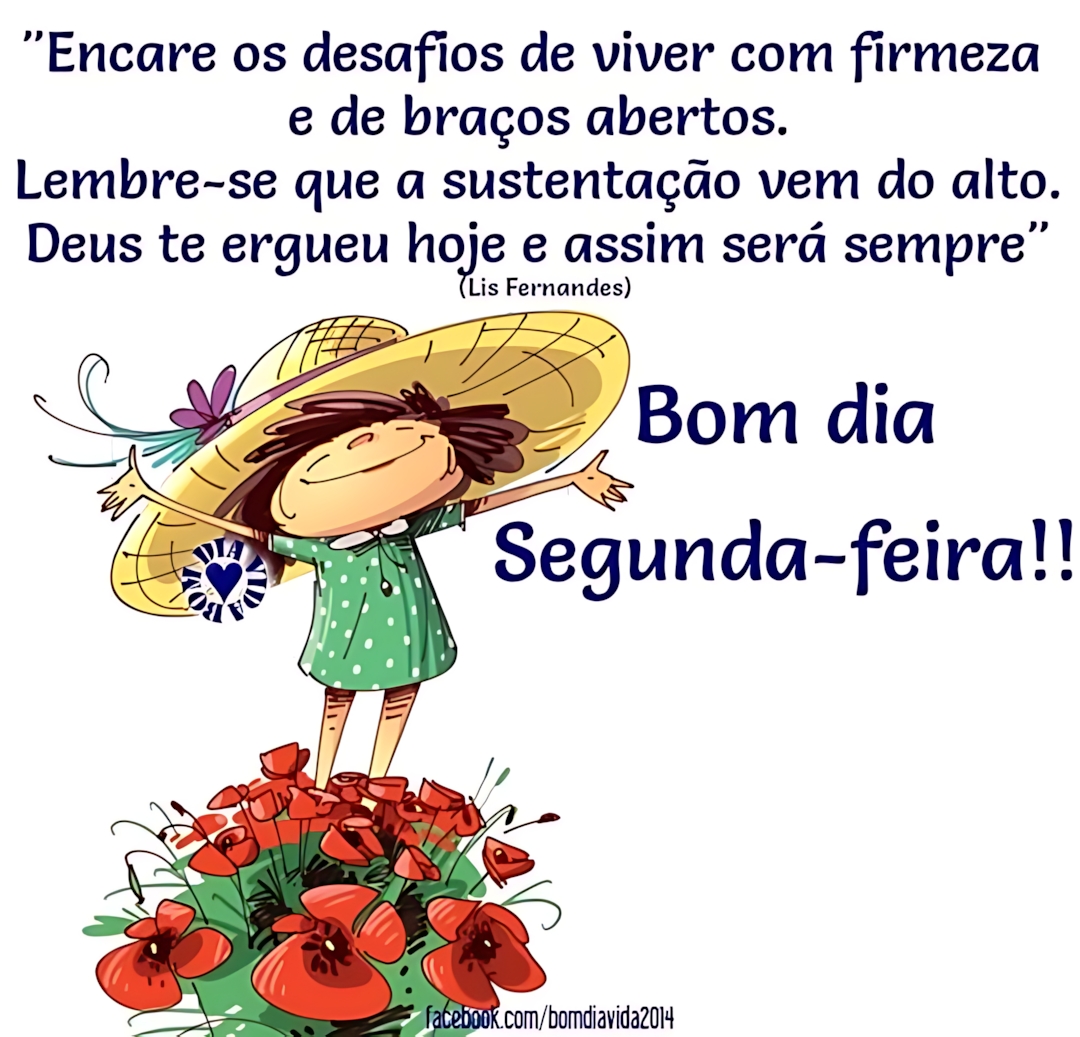 "Encare os desafios de viver com firmeza
e de braços abertos.
Lembre-se que a sustentação vem do alto.
Deus te ergueu hoje e assim será sempre"
(Lis Fernandes)
Bom dia
Segunda-feira!!
BOM DIA VIDA
facebook.com/bomdiavida2014